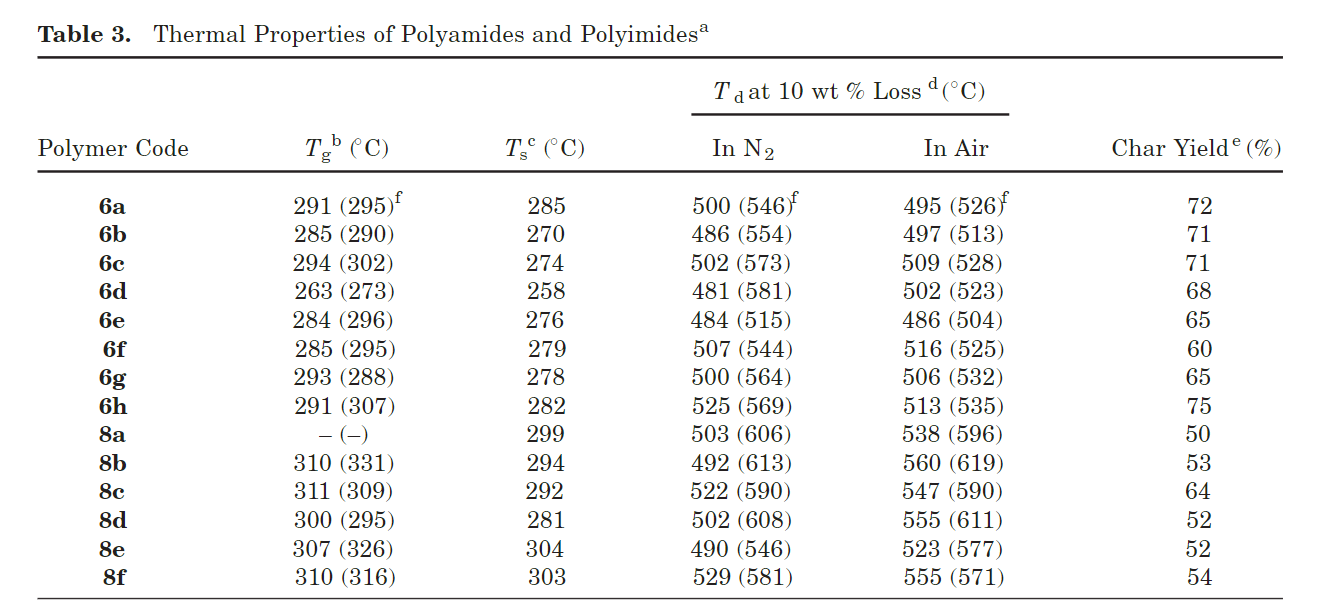 Table 3. Thermal Properties of Polyamides and Polyimidesa
Td at 10 wt % Loss d (°C)
Polymer Code Tgb (°C) Tsc (°C) In N2 In Air Char Yielde (%)
6a 291 (295)f 285 500 (546)f 495 (526)f 72
6b 285 (290) 270 486 (554) 497 (513) 71
6c 294 (302) 274 502 (573) 509 (528) 71
6d 263 (273) 258 481 (581) 502 (523) 68
6e 284 (296) 276 484 (515) 486 (504) 65
6f 285 (295) 279 507 (544) 516 (525) 60
6g 293 (288) 278 500 (564) 506 (532) 65
6h 291 (307) 282 525 (569) 513 (535) 75
8a – (–) 299 503 (606) 538 (596) 50
8b 310 (331) 294 492 (613) 560 (619) 53
8c 311 (309) 292 522 (590) 547 (590) 64
8d 300 (295) 281 502 (608) 555 (611) 52
8e 307 (326) 304 490 (546) 523 (577) 52
8f 310 (316) 303 529 (581) 555 (571) 54